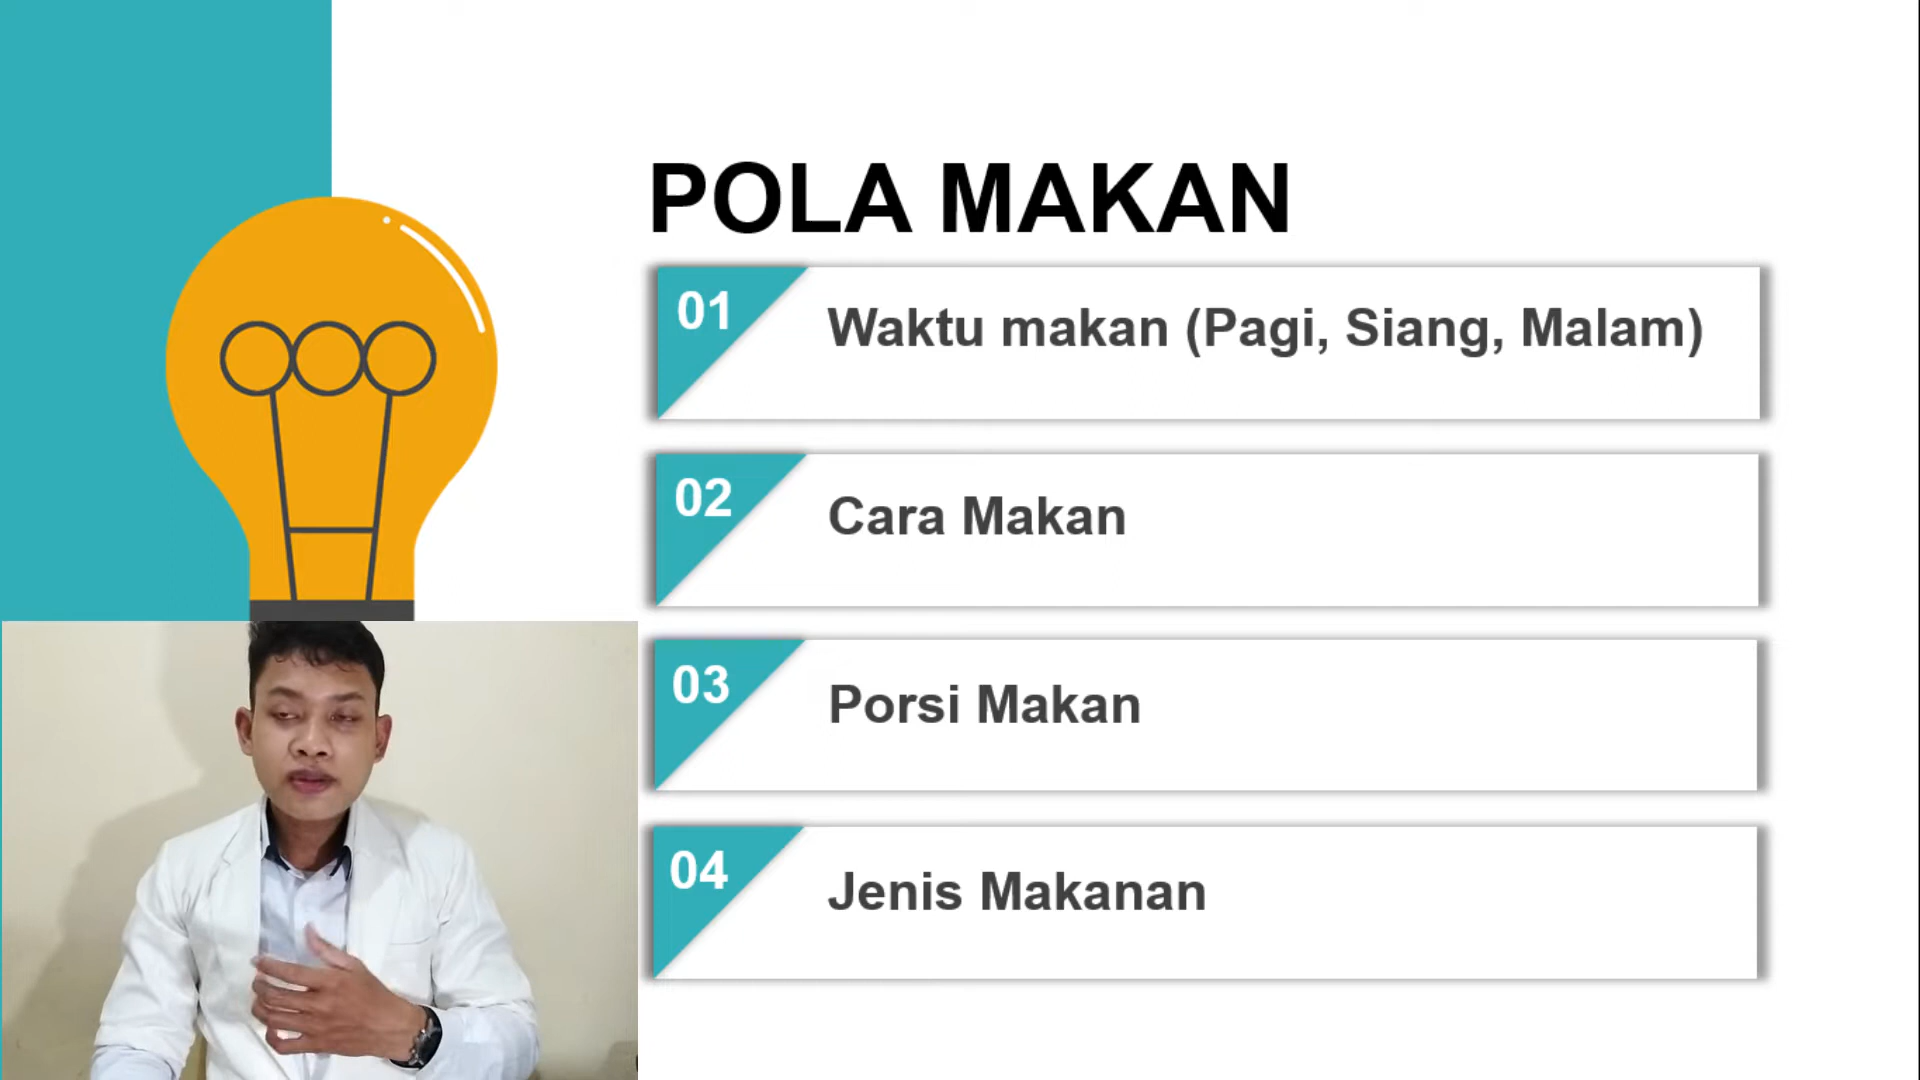 POLA MAKAN
01
Waktu makan (Pagi, Siang, Malam)
02
Cara Makan
03
Porsi Makan
04
Jenis Makanan